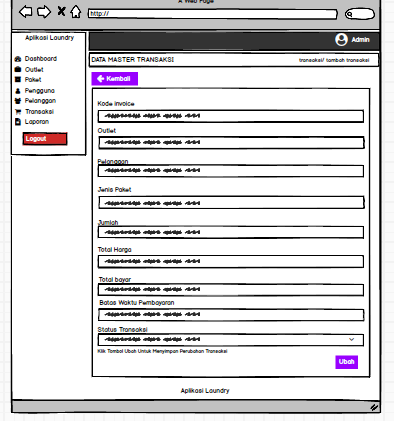 A Web Page
http://
Aplikasi Laundry
Admin
Dashboard
Outlet
Paket
Pengguna
Pelanggan
Transaksi
Laporan
Logout
DATA MASTER TRANSAKSI
transaksi/ tambah transaksi
Kembali
Kode Invoice
Outlet
Pelanggan
Jenis Paket
Jumlah
Total Harga
Total bayar
Batas Waktu Pembayaran
Status Transaksi
Klik Tombol Ubah Untuk Menyimpan Perubahan Transaksi
Ubah
Aplikasi Laundry